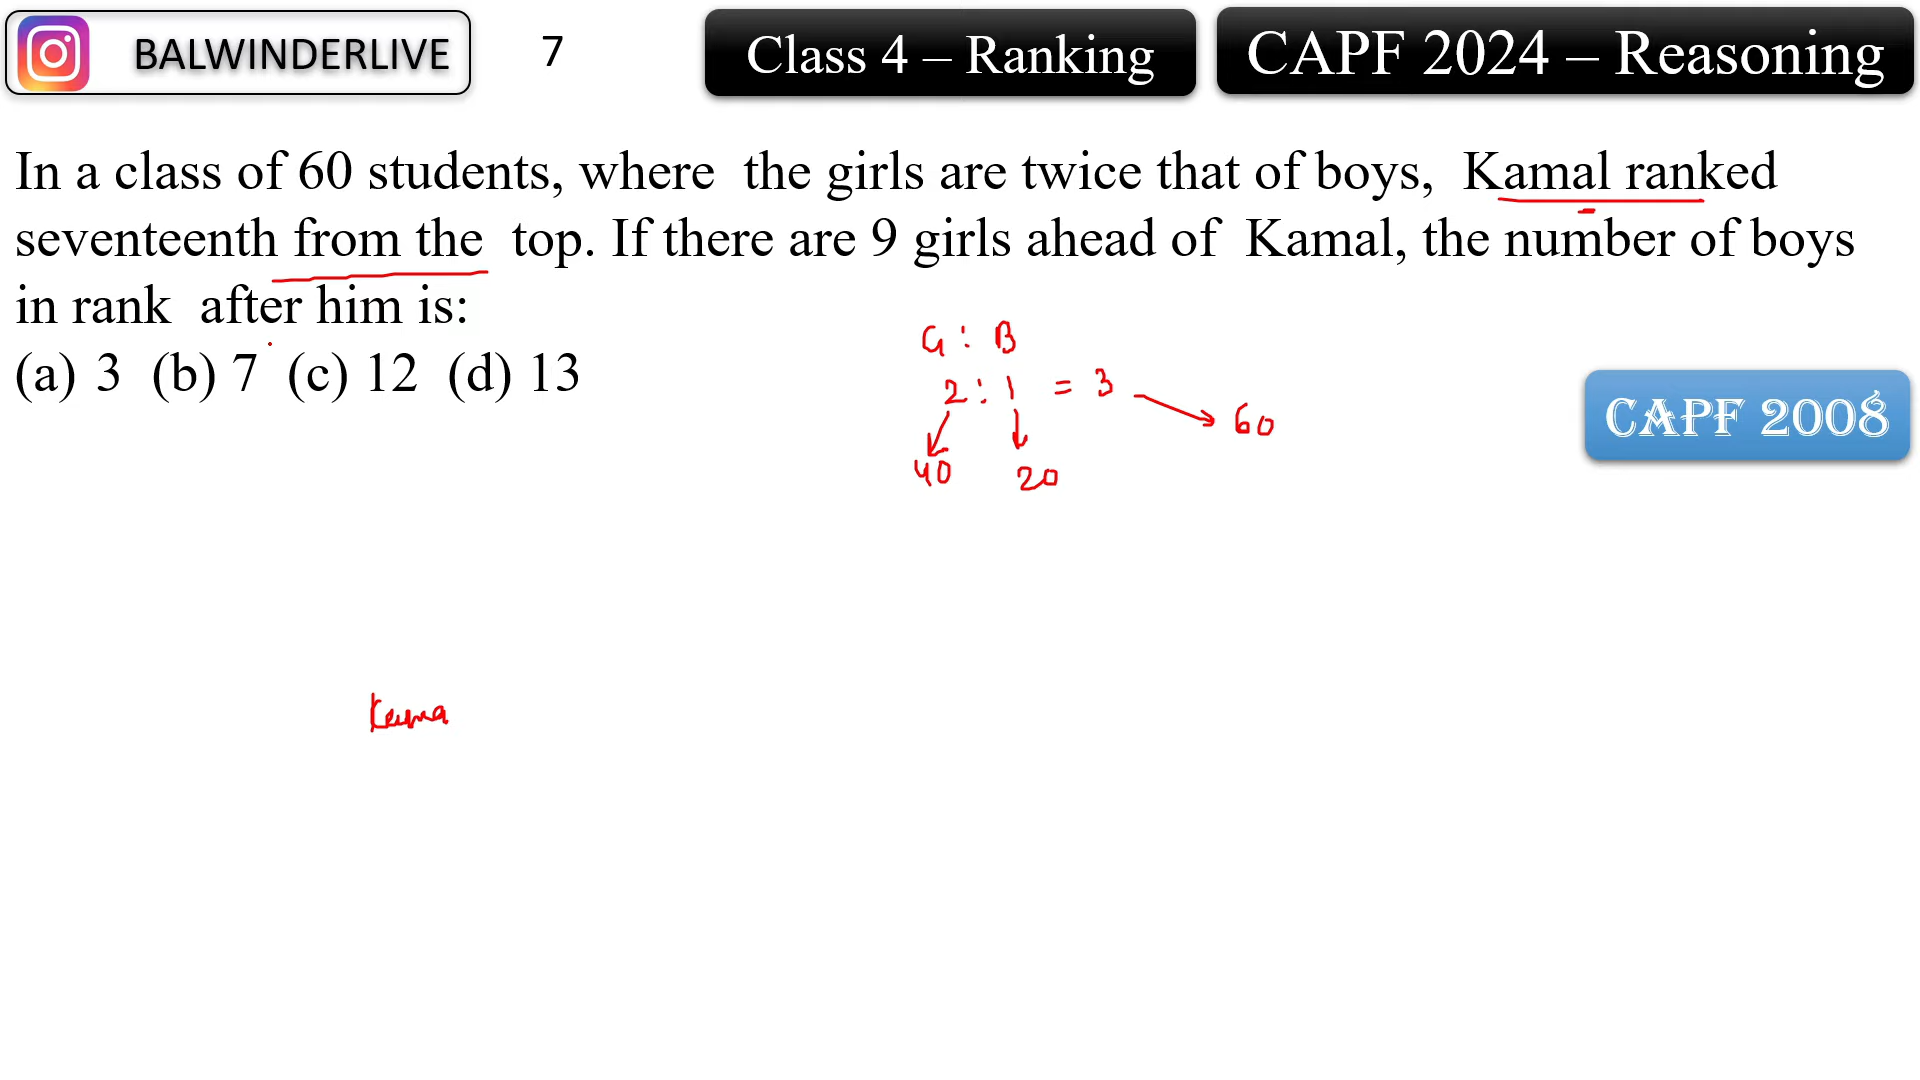 BALWINDERLIVE 7 Class 4 – Ranking CAPF 2024 – Reasoning
In a class of 60 students, where the girls are twice that of boys, Kamal ranked
seventeenth from the top. If there are 9 girls ahead of Kamal, the number of boys
in rank after him is:
(a) 3 (b) 7 (c) 12 (d) 13
G : B
2 : 1 = 3
60
40 20
CAPF 2008
Kama